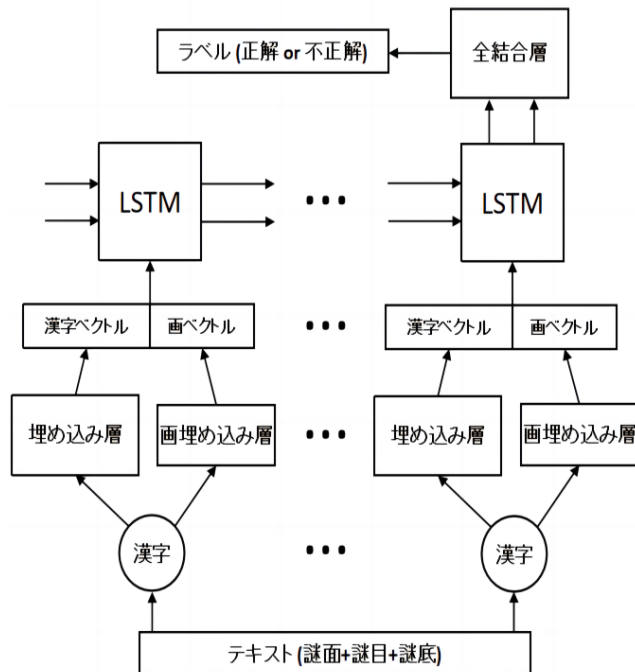 ラベル (正解 or 不正解)
全結合層
LSTM
...
LSTM
漢字ベクトル
画ベクトル
...
漢字ベクトル
画ベクトル
埋め込み層
画埋め込み層
...
埋め込み層
画埋め込み層
漢字
...
漢字
テキスト (謎面+謎目+謎底)